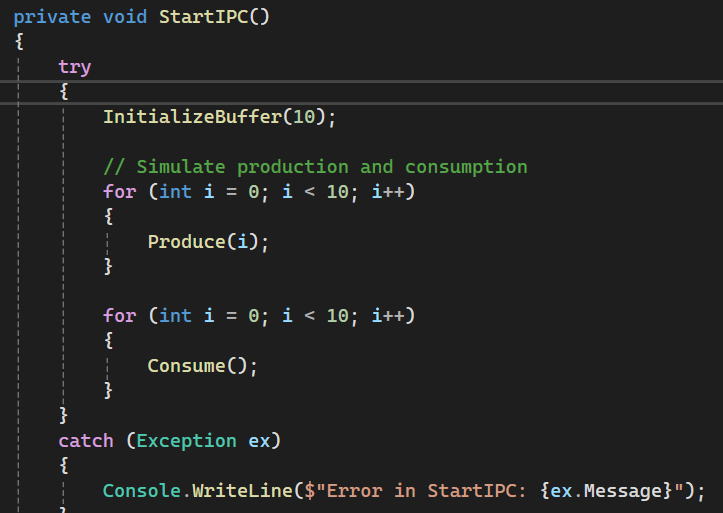 private void StartIPC()
{
try
{
InitializeBuffer(10);
// Simulate production and consumption
for (int i = 0; i < 10; i++)
{
Produce(i);
}
for (int i = 0; i < 10; i++)
{
Consume();
}
}
catch (Exception ex)
{
Console.WriteLine($"Error in StartIPC: {ex.Message}");
}